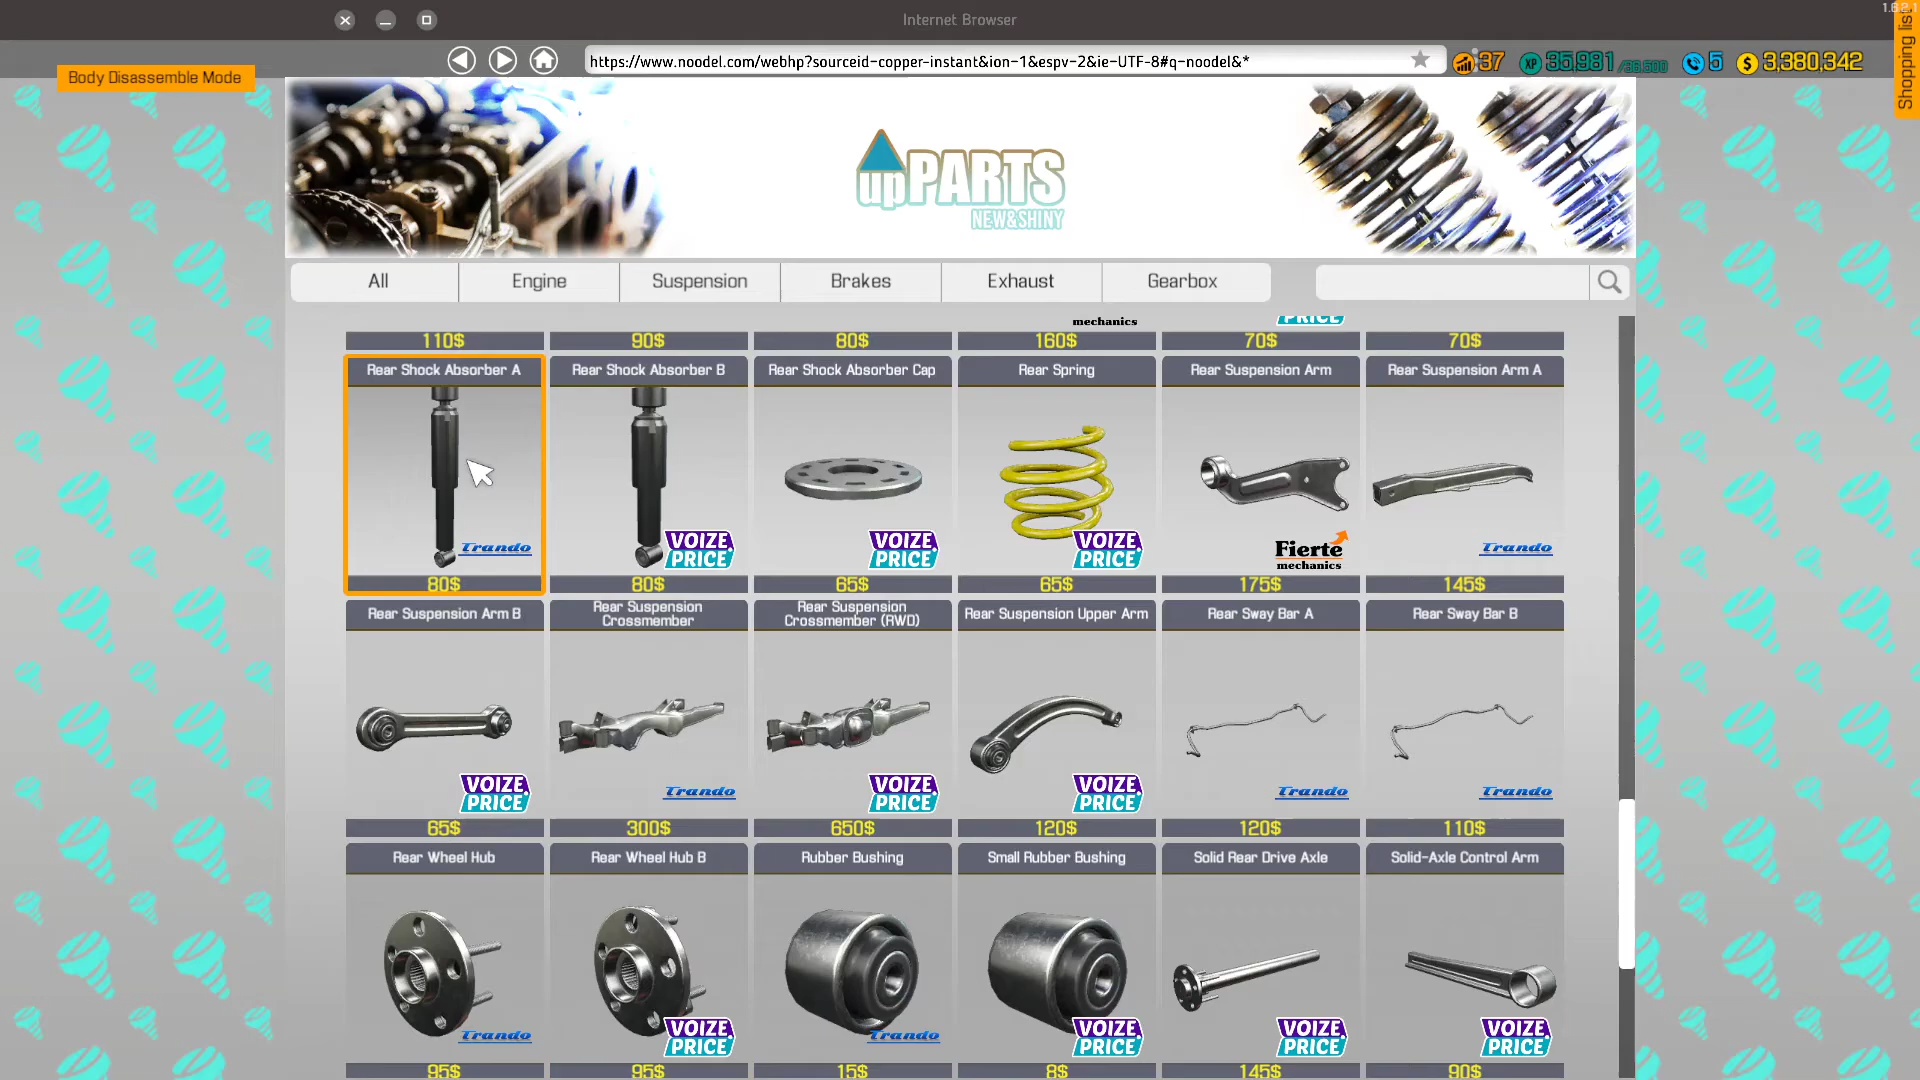 Internet Browser
1.6.2.1
Shopping list
https://www.noodel.com/webhp?sourceid-copper-instant&ion-1&espv-2&ie-UTF-8#q-noodel&*
37
XP 35,981
5
$ 3,380,342
Body Disassemble Mode
upPARTS
NEW&SHINY
All
Engine
Suspension
Brakes
Exhaust
Gearbox
mechanics
PRICE
110$
90$
80$
160$
70$
70$
Rear Shock Absorber A
Rear Shock Absorber B
Rear Shock Absorber Cap
Rear Spring
Rear Suspension Arm
Rear Suspension Arm A
Trando
VOIZE
PRICE
VOIZE
PRICE
VOIZE
PRICE
Fierte
mechanics
Trando
80$
80$
65$
65$
175$
145$
Rear Suspension Arm B
Rear Suspension
Crossmember
Rear Suspension
Crossmember (RWD)
Rear Suspension Upper Arm
Rear Sway Bar A
Rear Sway Bar B
VOIZE
PRICE
Trando
VOIZE
PRICE
VOIZE
PRICE
Trando
Trando
65$
300$
650$
120$
120$
110$
Rear Wheel Hub
Rear Wheel Hub B
Rubber Bushing
Small Rubber Bushing
Solid Rear Drive Axle
Solid-Axle Control Arm
Trando
VOIZE
PRICE
Trando
VOIZE
PRICE
VOIZE
PRICE
VOIZE
PRICE
95$
95$
15$
8$
145$
90$